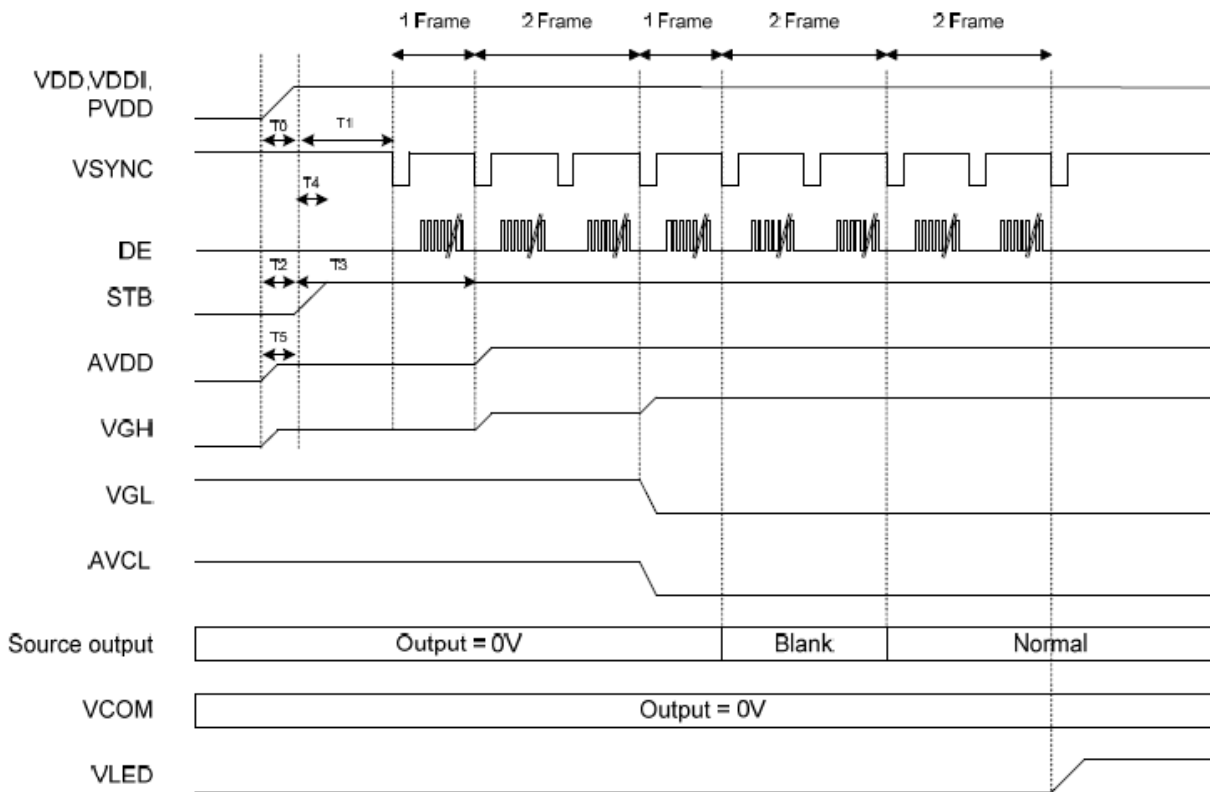 1 Frame 2 Frame 1 Frame 2 Frame 2 Frame
VDD,VDDI,
PVDD
T0 T1
VSYNC
T4
DE
T2 T3
STB
T5
AVDD
VGH
VGL
AVCL
Source output Output = 0V Blank Normal
VCOM Output = 0V
VLED